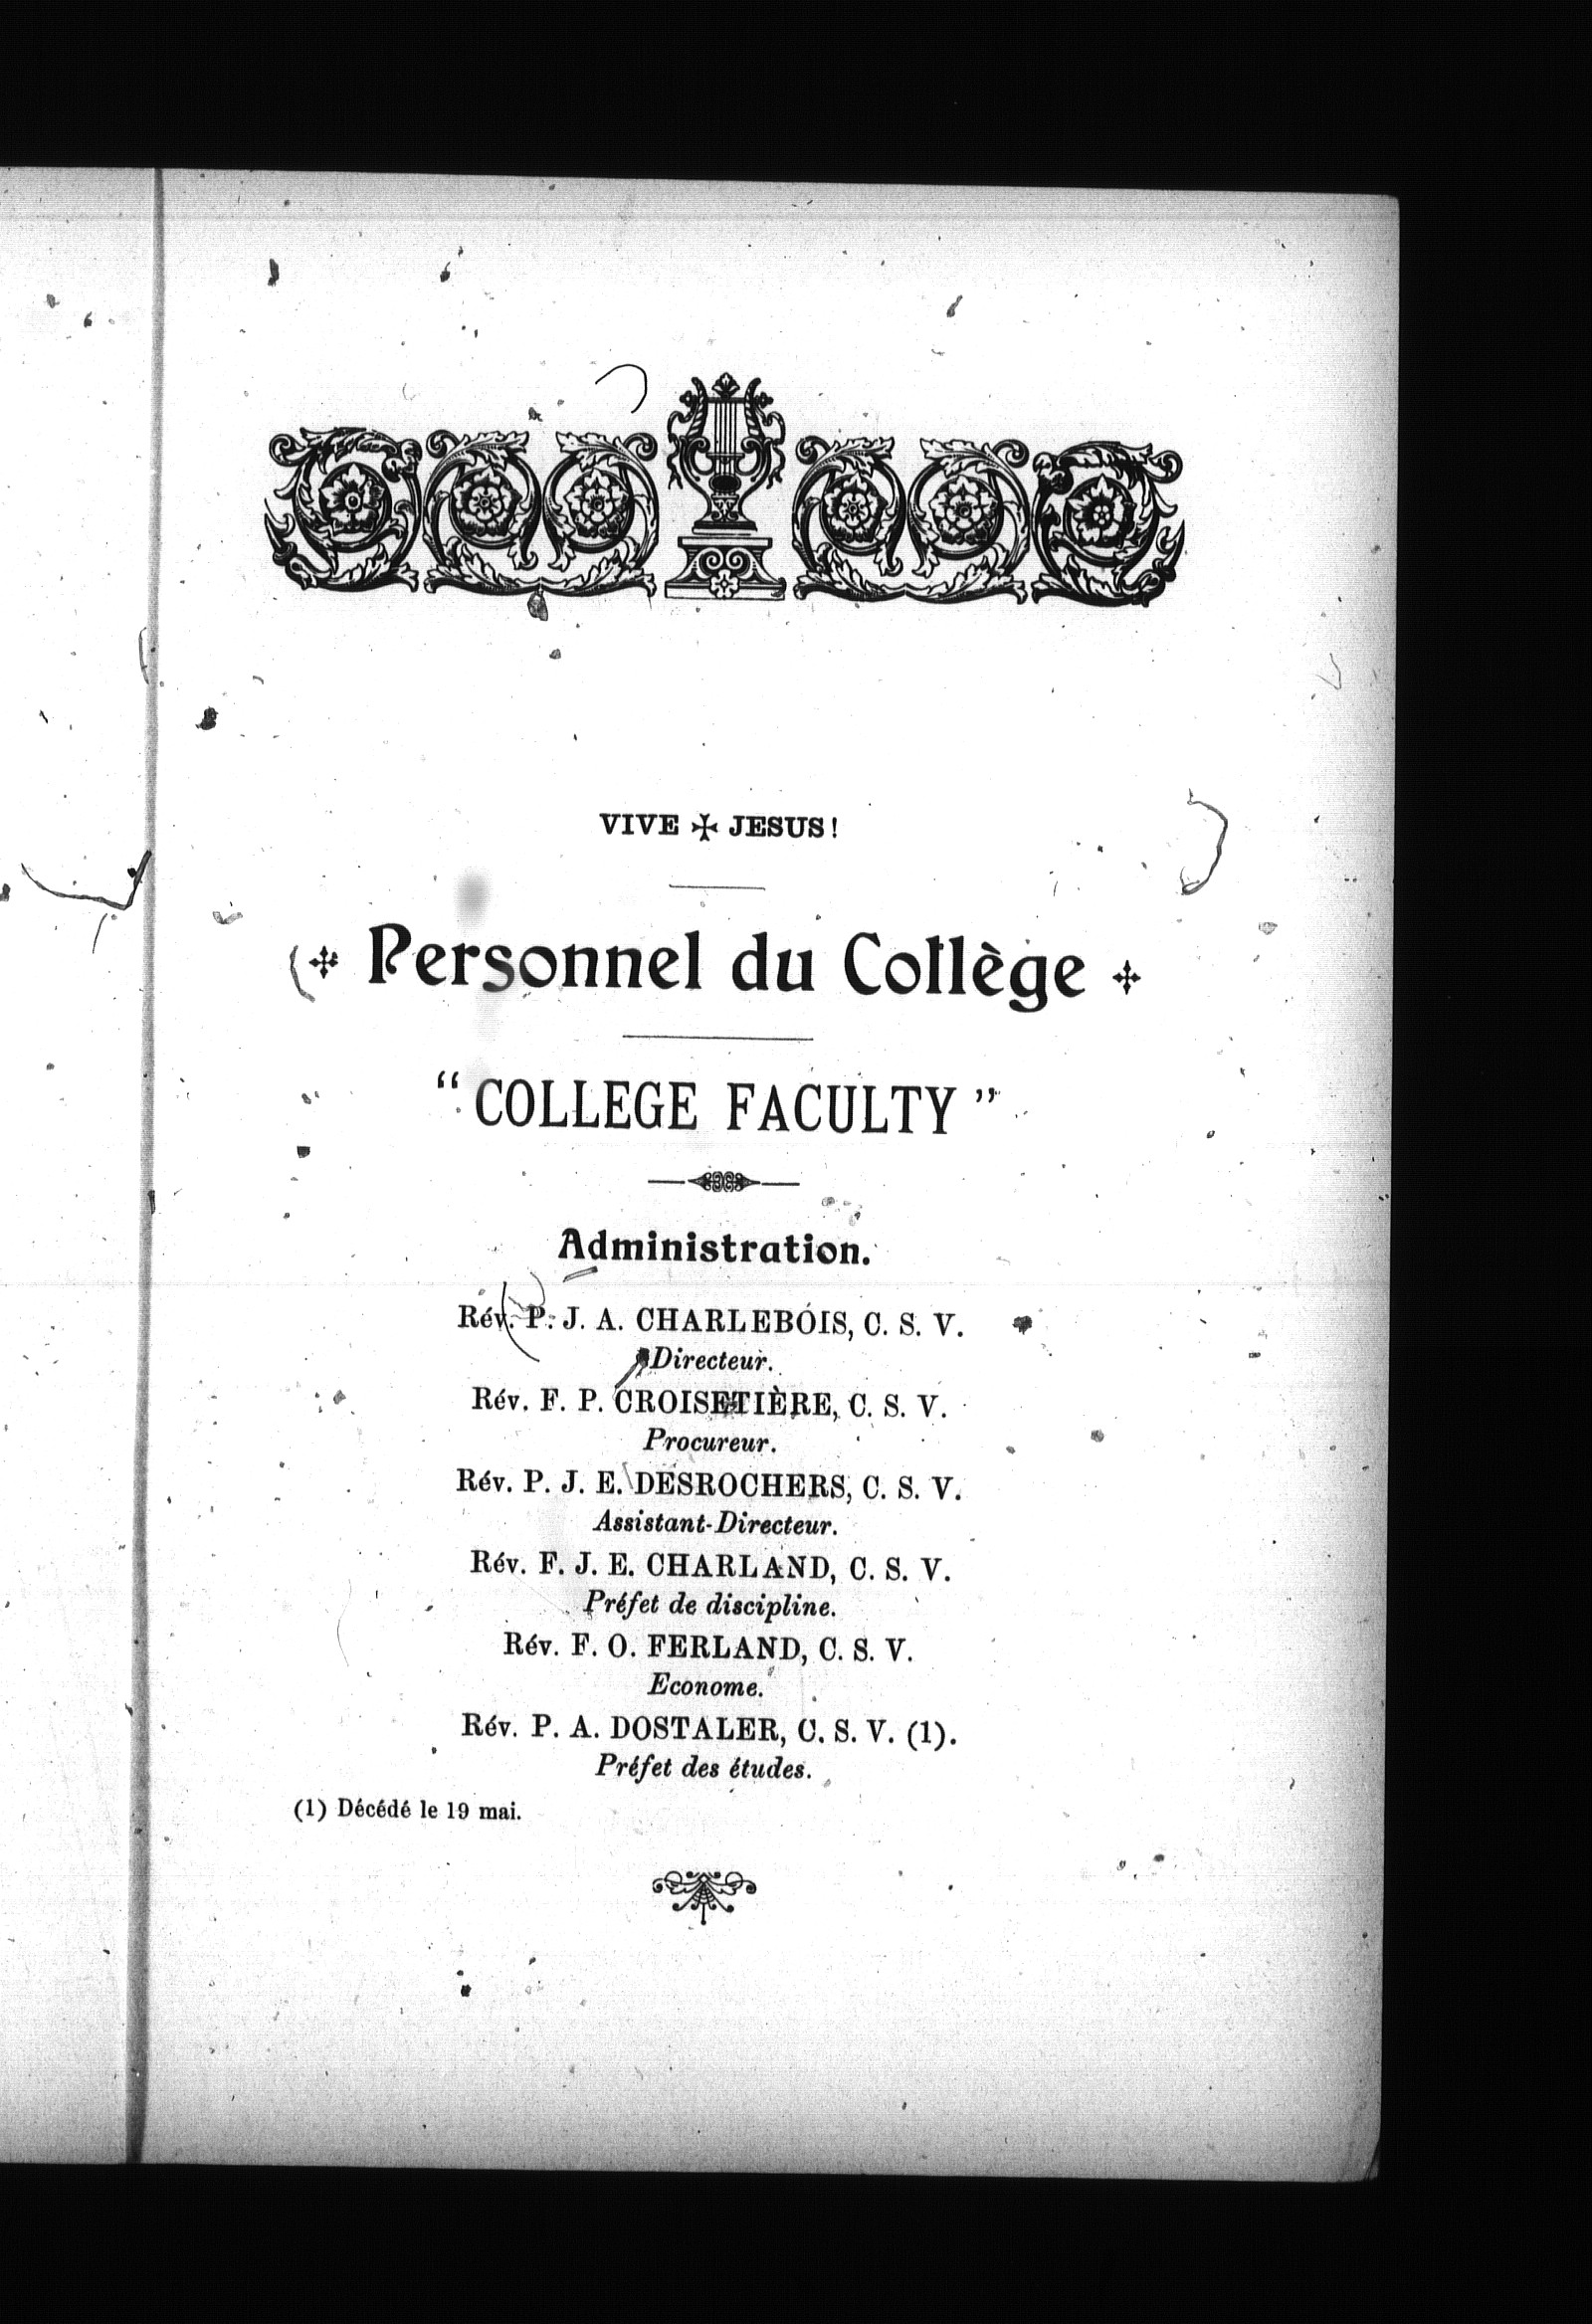 VIVE ✠ JESUS!
Personnel du Collège
“COLLEGE FACULTY”
Administration.
Rév. P. J. A. CHARLEBOIS, C. S. V.
Directeur.
Rév. F. P. CROISETIÈRE, C. S. V.
Procureur.
Rév. P. J. E. DESROCHERS, C. S. V.
Assistant-Directeur.
Rév. F. J. E. CHARLAND, C. S. V.
Préfet de discipline.
Rév. F. O. FERLAND, C. S. V.
Econome.
Rév. P. A. DOSTALER, C. S. V. (1).
Préfet des études.
(1) Décédé le 19 mai.